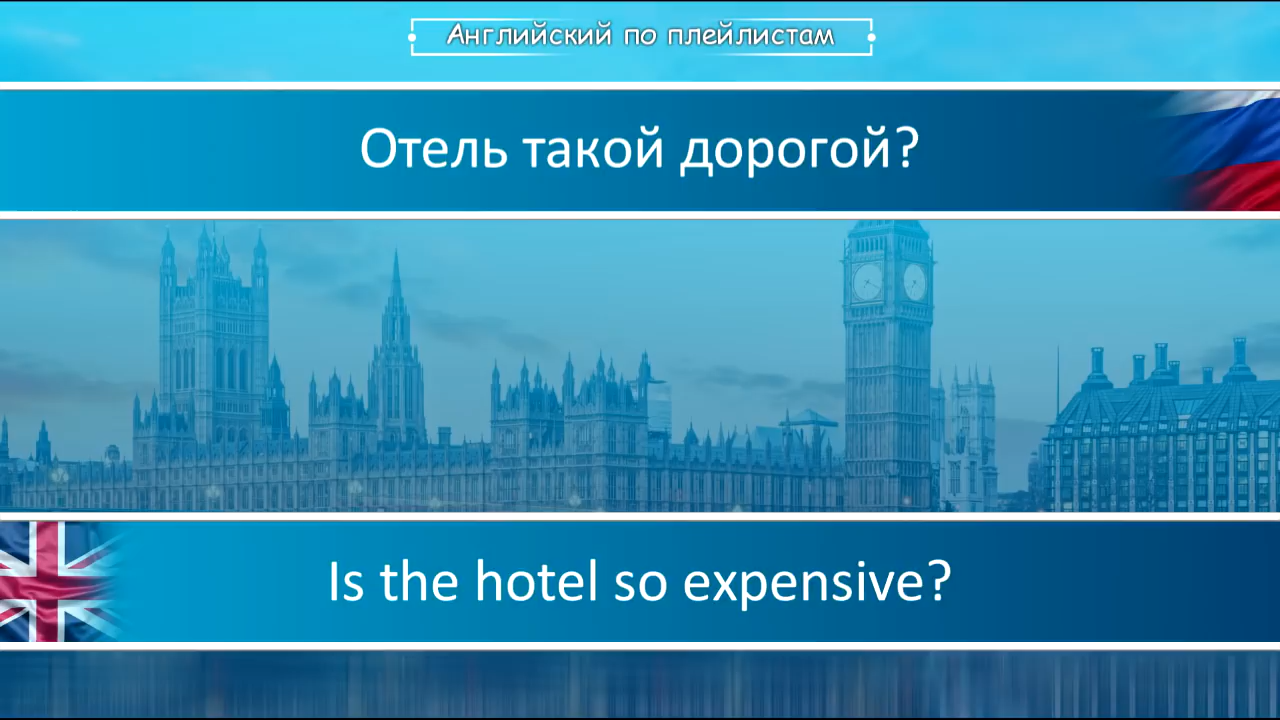 Английский по плейлистам
Отель такой дорогой?
Is the hotel so expensive?